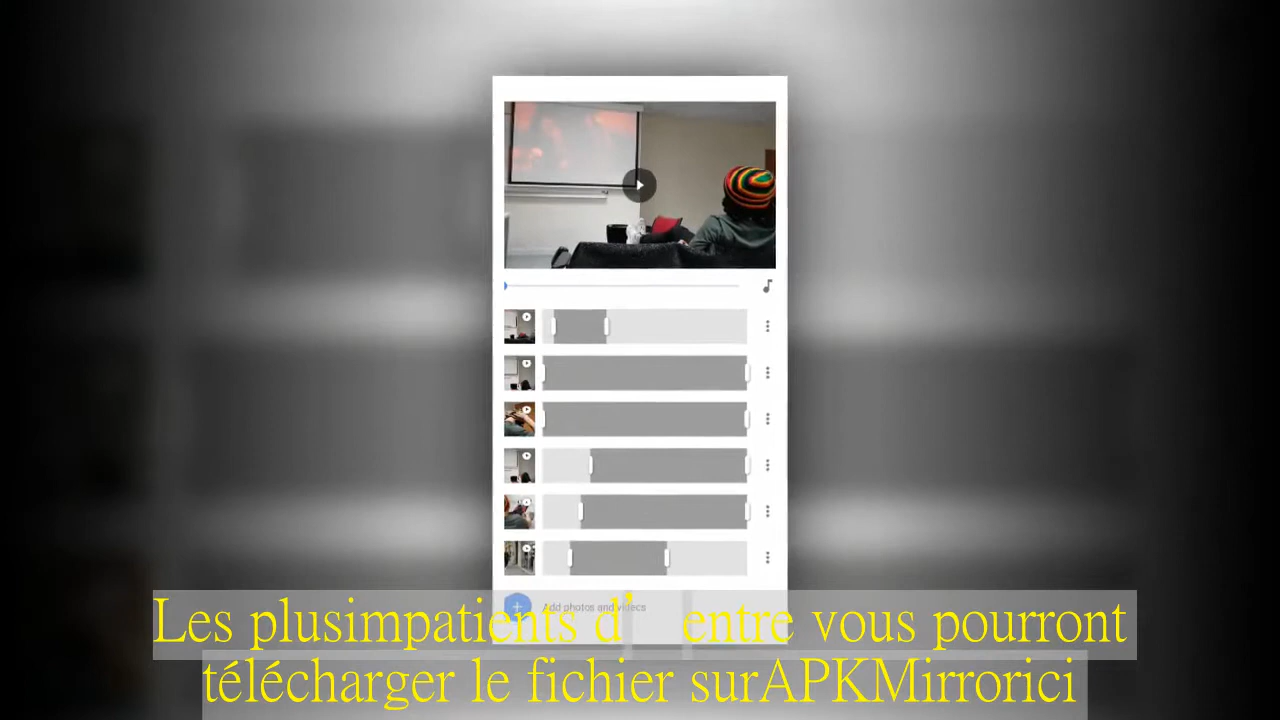 Add photos and videos
Les plusimpatients d' entre vous pourront
télécharger le fichier surAPKMirrorici